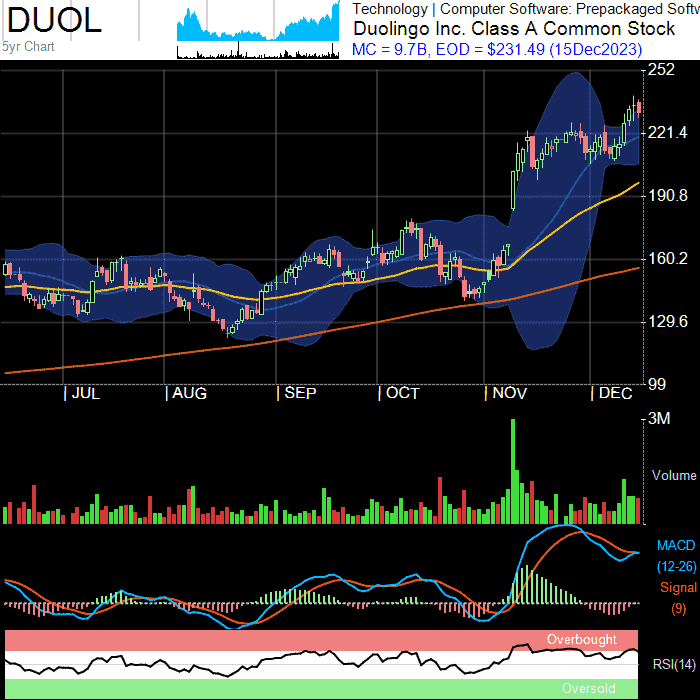 DUOL
5yr Chart
Technology | Computer Software: Prepackaged Softw
Duolingo Inc. Class A Common Stock
MC = 9.7B, EOD = $231.49 (15Dec2023)
252
221.4
190.8
160.2
129.6
99
| JUL | AUG | SEP | OCT | NOV | DEC
3M
Volume
MACD
(12-26)
Signal
(9)
Overbought
RSI(14)
Oversold